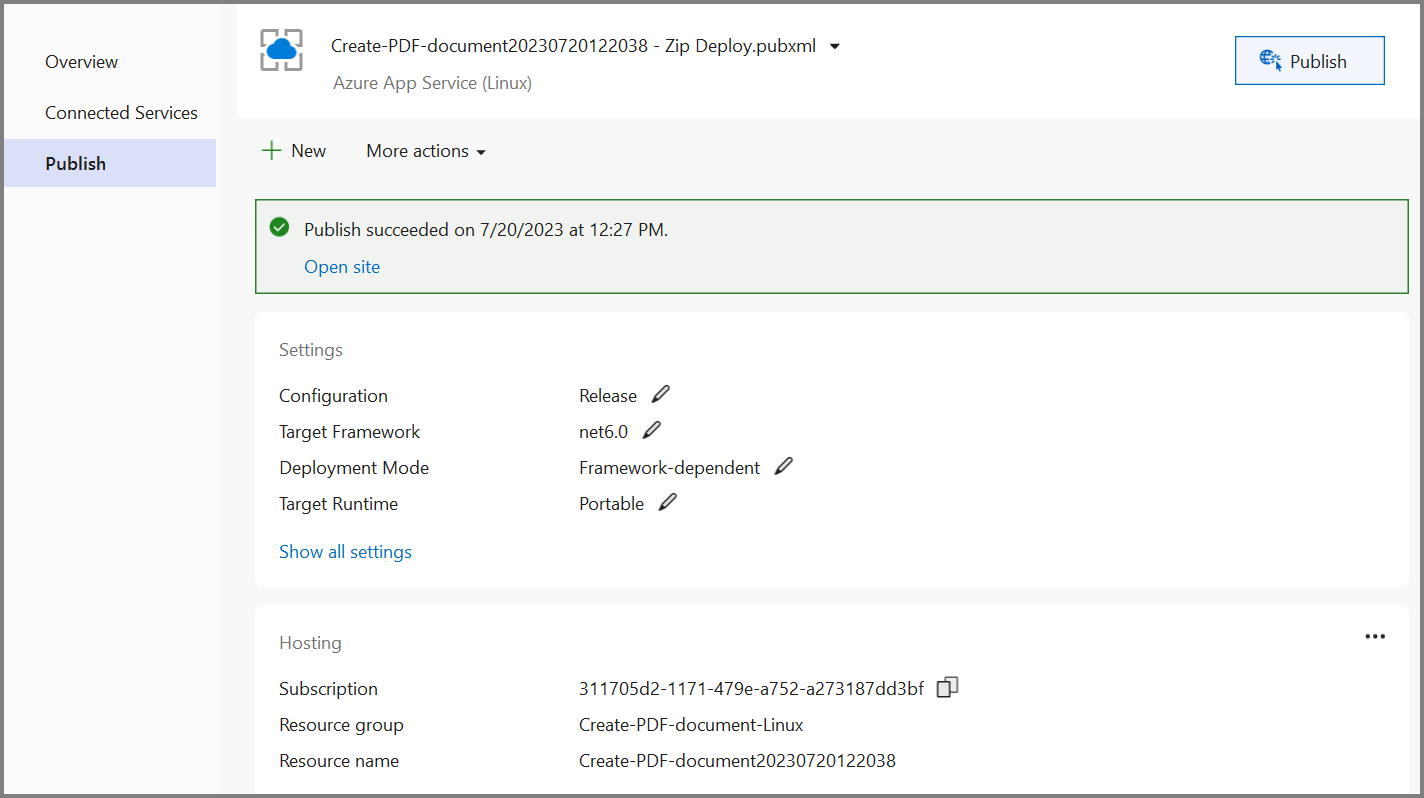 Overview
Connected Services
Publish
Create-PDF-document20230720122038 - Zip Deploy.pubxml
Azure App Service (Linux)
Publish
New
More actions
Publish succeeded on 7/20/2023 at 12:27 PM.
Open site
Settings
Configuration Release
Target Framework net6.0
Deployment Mode Framework-dependent
Target Runtime Portable
Show all settings
Hosting
Subscription 311705d2-1171-479e-a752-a273187dd3bf
Resource group Create-PDF-document-Linux
Resource name Create-PDF-document20230720122038